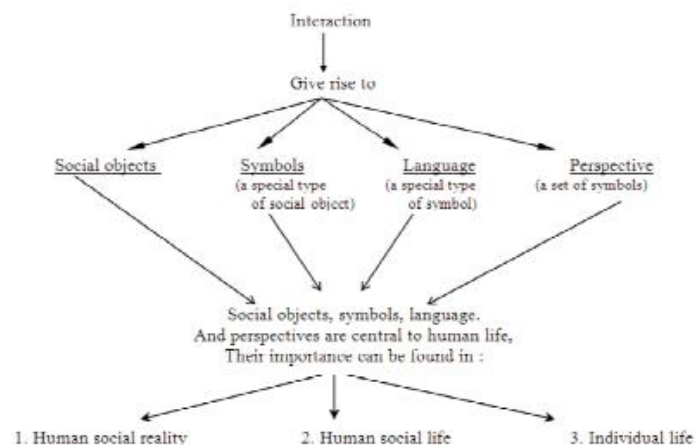 Interaction
Give rise to
Social objects
Symbols
(a special type
of social object)
Language
(a special type
of symbol)
Perspective
(a set of symbols)
Social objects, symbols, language.
And perspectives are central to human life,
Their importance can be found in :
1. Human social reality
2. Human social life
3. Individual life